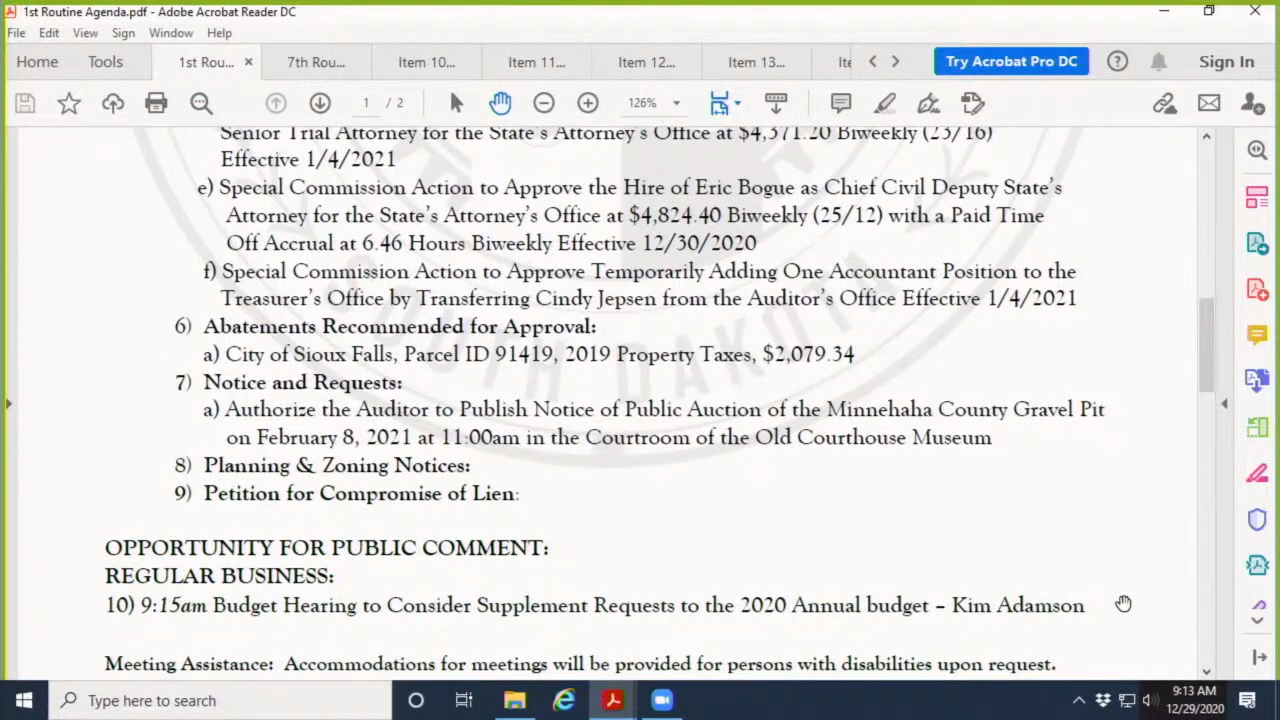 1st Routine Agenda.pdf - Adobe Acrobat Reader DC
File Edit View Sign Window Help
Home Tools 1st Rou... × 7th Rou... Item 10... Item 11... Item 12... Item 13... Ite Try Acrobat Pro DC Sign In
1 / 2 126%
Senior Trial Attorney for the State's Attorney's Office at $4,371.20 Biweekly (23/16)
Effective 1/4/2021
e) Special Commission Action to Approve the Hire of Eric Bogue as Chief Civil Deputy State's
Attorney for the State's Attorney's Office at $4,824.40 Biweekly (25/12) with a Paid Time
Off Accrual at 6.46 Hours Biweekly Effective 12/30/2020
f) Special Commission Action to Approve Temporarily Adding One Accountant Position to the
Treasurer's Office by Transferring Cindy Jepsen from the Auditor's Office Effective 1/4/2021
6) Abatements Recommended for Approval:
a) City of Sioux Falls, Parcel ID 91419, 2019 Property Taxes, $2,079.34
7) Notice and Requests:
a) Authorize the Auditor to Publish Notice of Public Auction of the Minnehaha County Gravel Pit
on February 8, 2021 at 11:00am in the Courtroom of the Old Courthouse Museum
8) Planning & Zoning Notices:
9) Petition for Compromise of Lien:
SOUTH DAKOTA
OPPORTUNITY FOR PUBLIC COMMENT:
REGULAR BUSINESS:
10) 9:15am Budget Hearing to Consider Supplement Requests to the 2020 Annual budget – Kim Adamson
Meeting Assistance: Accommodations for meetings will be provided for persons with disabilities upon request.
Type here to search
9:13 AM
12/29/2020